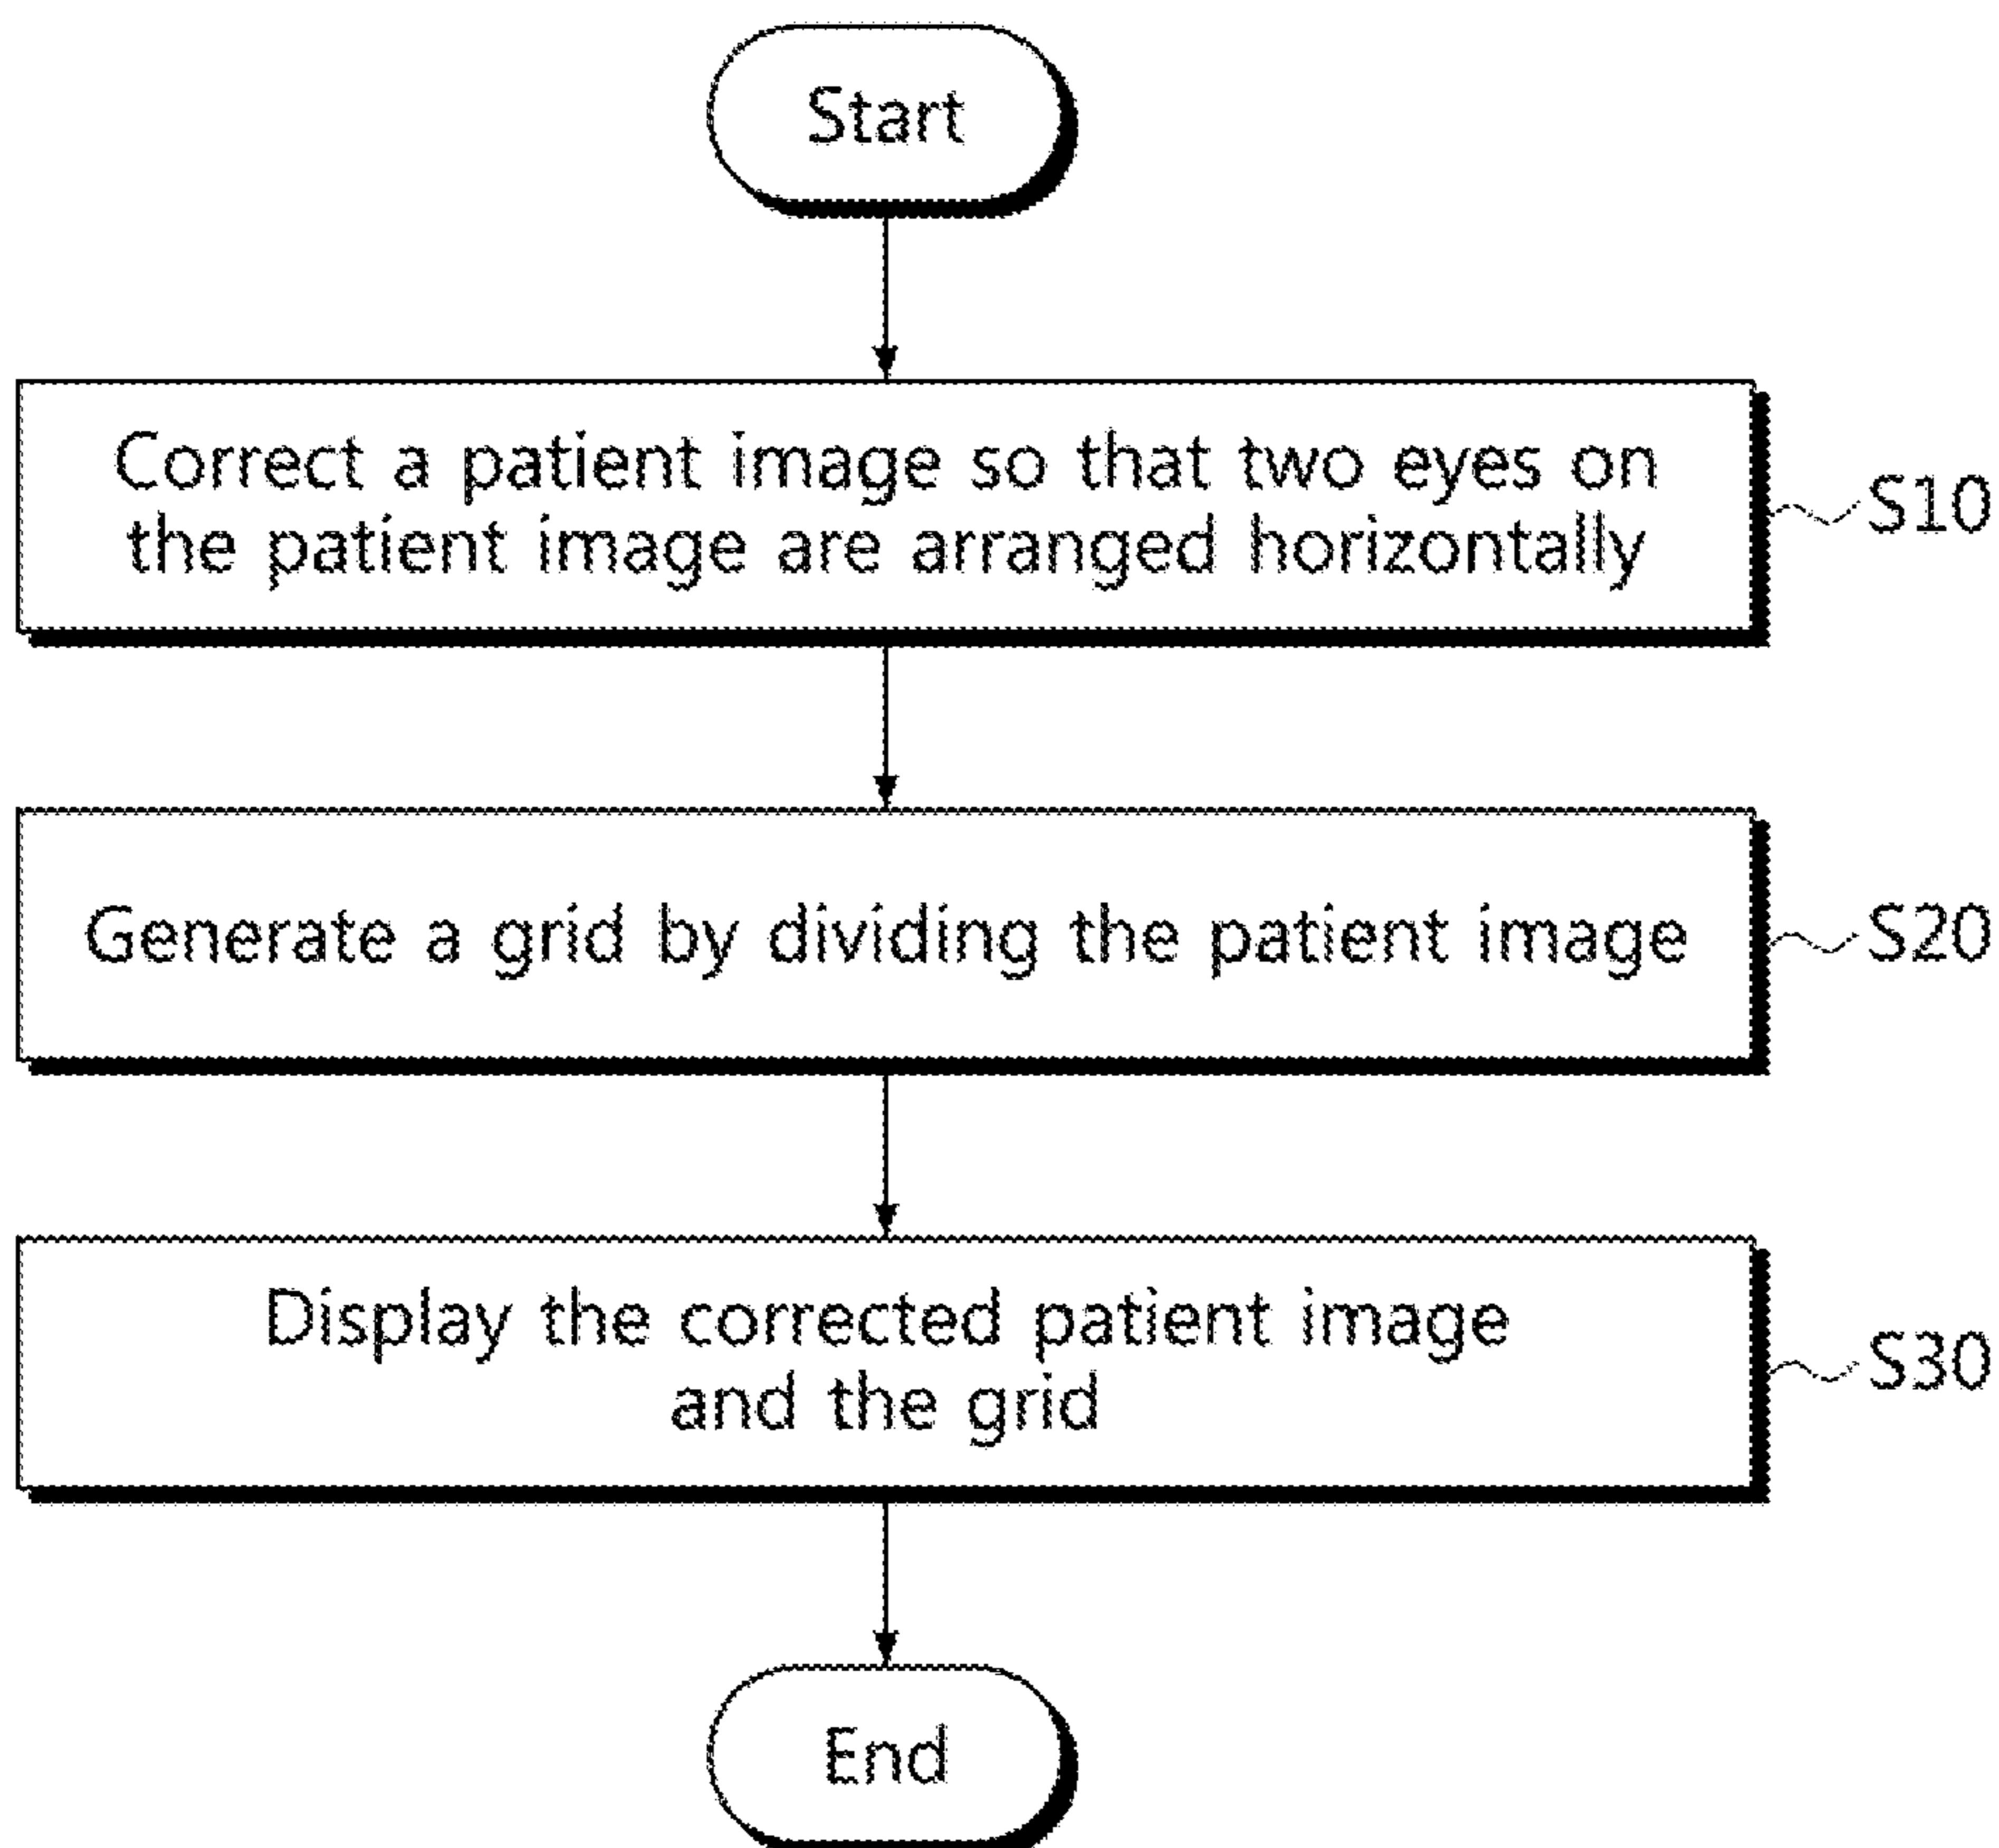 Start
Correct a patient image so that two eyes on
the patient image are arranged horizontally
S10
Generate a grid by dividing the patient image
S20
Display the corrected patient image
and the grid
S30
End